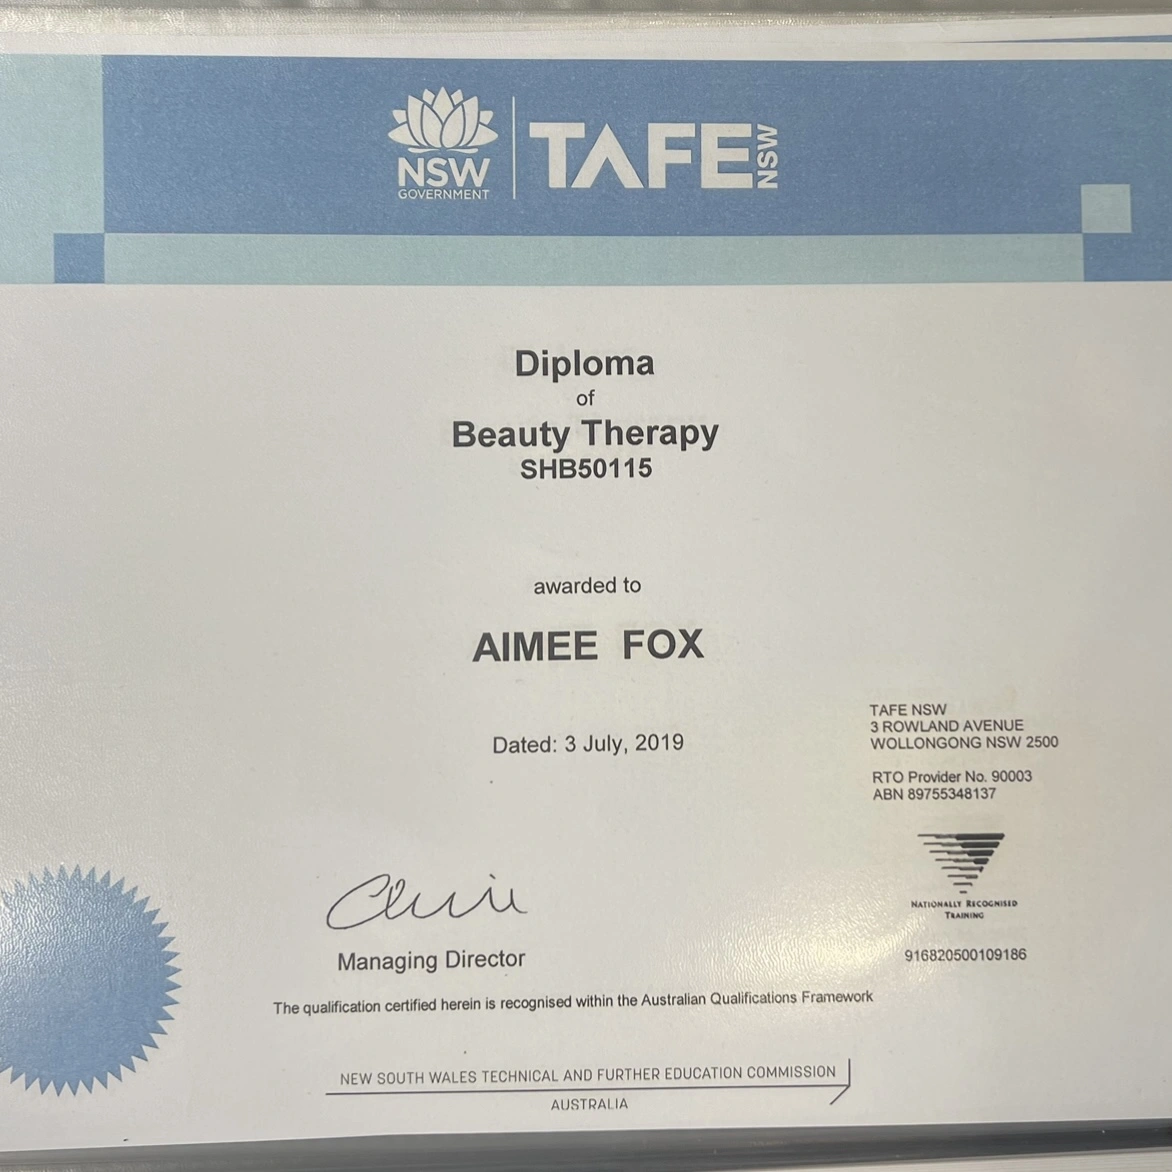 NSW
GOVERNMENT
TAFE NSW
Diploma
of
Beauty Therapy
SHB50115
awarded to
AIMEE FOX
Dated: 3 July, 2019
TAFE NSW
3 ROWLAND AVENUE
WOLLONGONG NSW 2500
RTO Provider No. 90003
ABN 89755348137
NATIONALLY RECOGNISED
TRAINING
916820500109186
Managing Director
The qualification certified herein is recognised within the Australian Qualifications Framework
NEW SOUTH WALES TECHNICAL AND FURTHER EDUCATION COMMISSION
AUSTRALIA